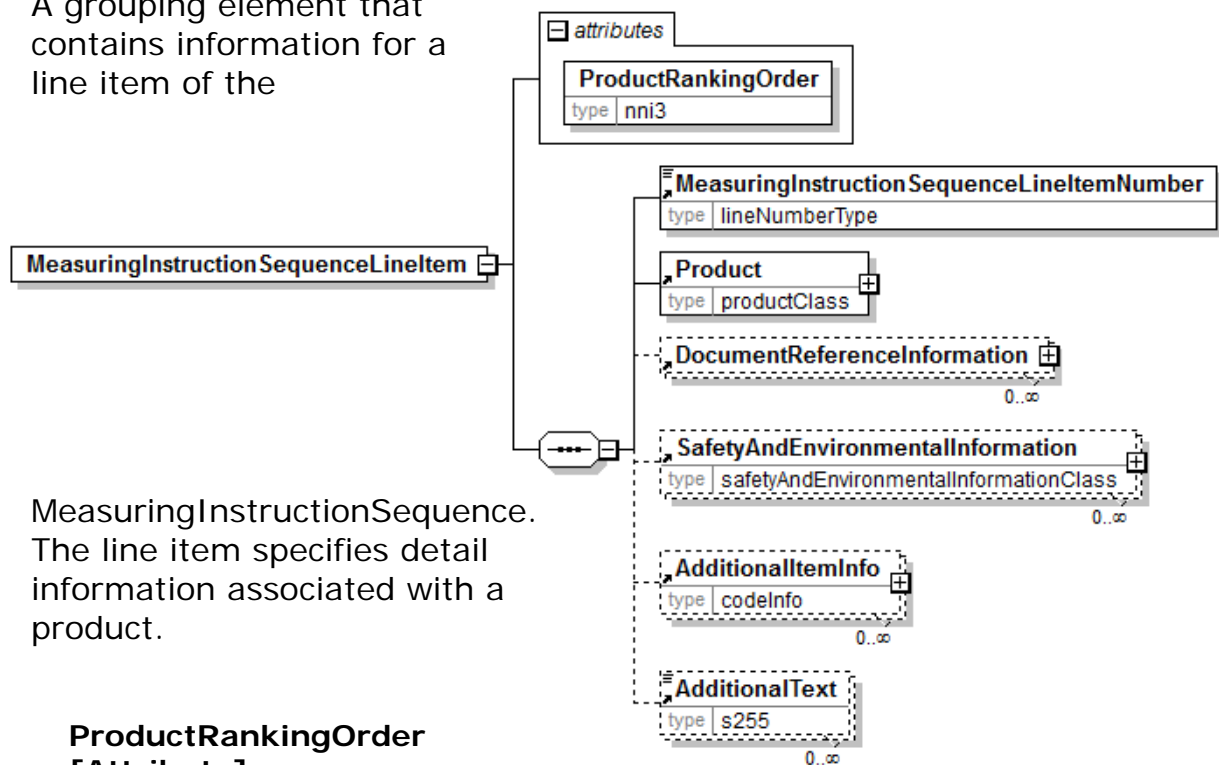 A grouping element that
contains information for a
line item of the
attributes
ProductRankingOrder
type nni3
MeasuringInstructionSequenceLineItem
MeasuringInstructionSequenceLineItemNumber
type lineNumberType
Product
type productClass
DocumentReferenceInformation
0..∞
SafetyAndEnvironmentalInformation
type safetyAndEnvironmentalInformationClass
0..∞
AdditionalItemInfo
type codeInfo
0..∞
AdditionalText
type s255
0..∞
MeasuringInstructionSequence.
The line item specifies detail
information associated with a
product.
ProductRankingOrder
[Attribute]